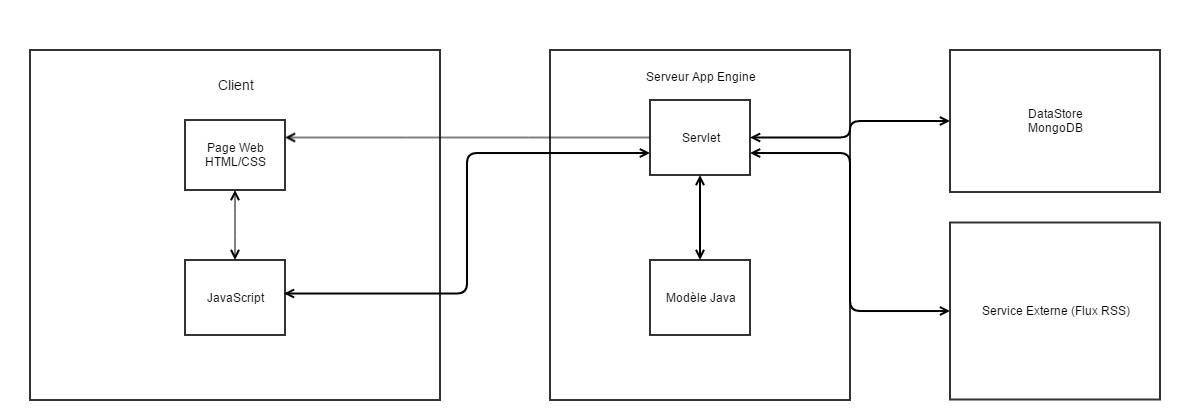 Client
Page Web
HTML/CSS
JavaScript
Serveur App Engine
Servlet
Modèle Java
DataStore
MongoDB
Service Externe (Flux RSS)